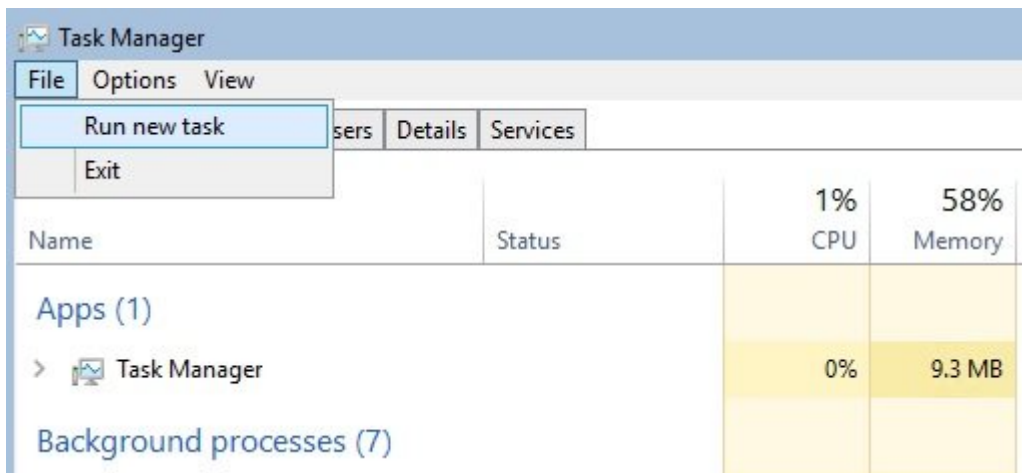 Task Manager
File Options View
Run new task
Details Services
Exit
1% 58%
Name Status CPU Memory
Apps (1)
> Task Manager 0% 9.3 MB
Background processes (7)